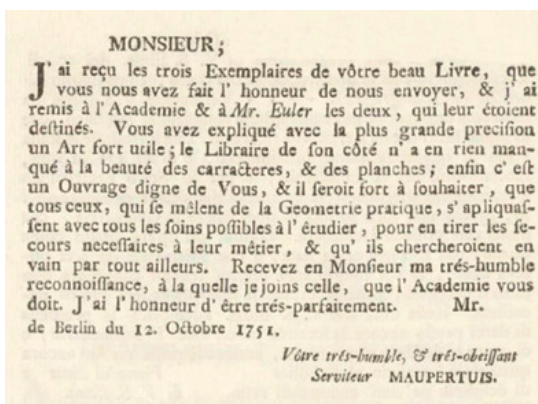 MONSIEUR;
J'ai reçu les trois Exemplaires de vôtre beau Livre, que
vous nous avez fait l' honneur de nous envoyer, & j' ai
remis à l'Academie & à Mr. Euler les deux, qui leur étoient
deſtinés. Vous avez expliqué avec la plus grande preciſion
un Art fort utile; le Libraire de ſon côté n' a en rien man-
qué à la beauté des carracteres, & des planches; enfin c' eſt
un Ouvrage digne de Vous, & il ſeroit fort à ſouhaiter, que
tous ceux, qui ſe mêlent de la Geometrie pratique, s' apliquaſ-
ſent avec tous les ſoins poſſibles à l' étudier, pour en tirer les ſe-
cours neceſſaires à leur mêtier, & qu' ils chercheroient en
vain par tout ailleurs. Recevez en Monſieur ma trés-humble
reconnoiſſance, à la quelle je joins celle, que l' Academie vous
doit. J' ai l' honneur d' être trés-parfaitement. Mr.
de Berlin du 12. Octobre 1751.
Vôtre trés-humble, & trés-obeiſſant
Serviteur MAUPERTUIS.